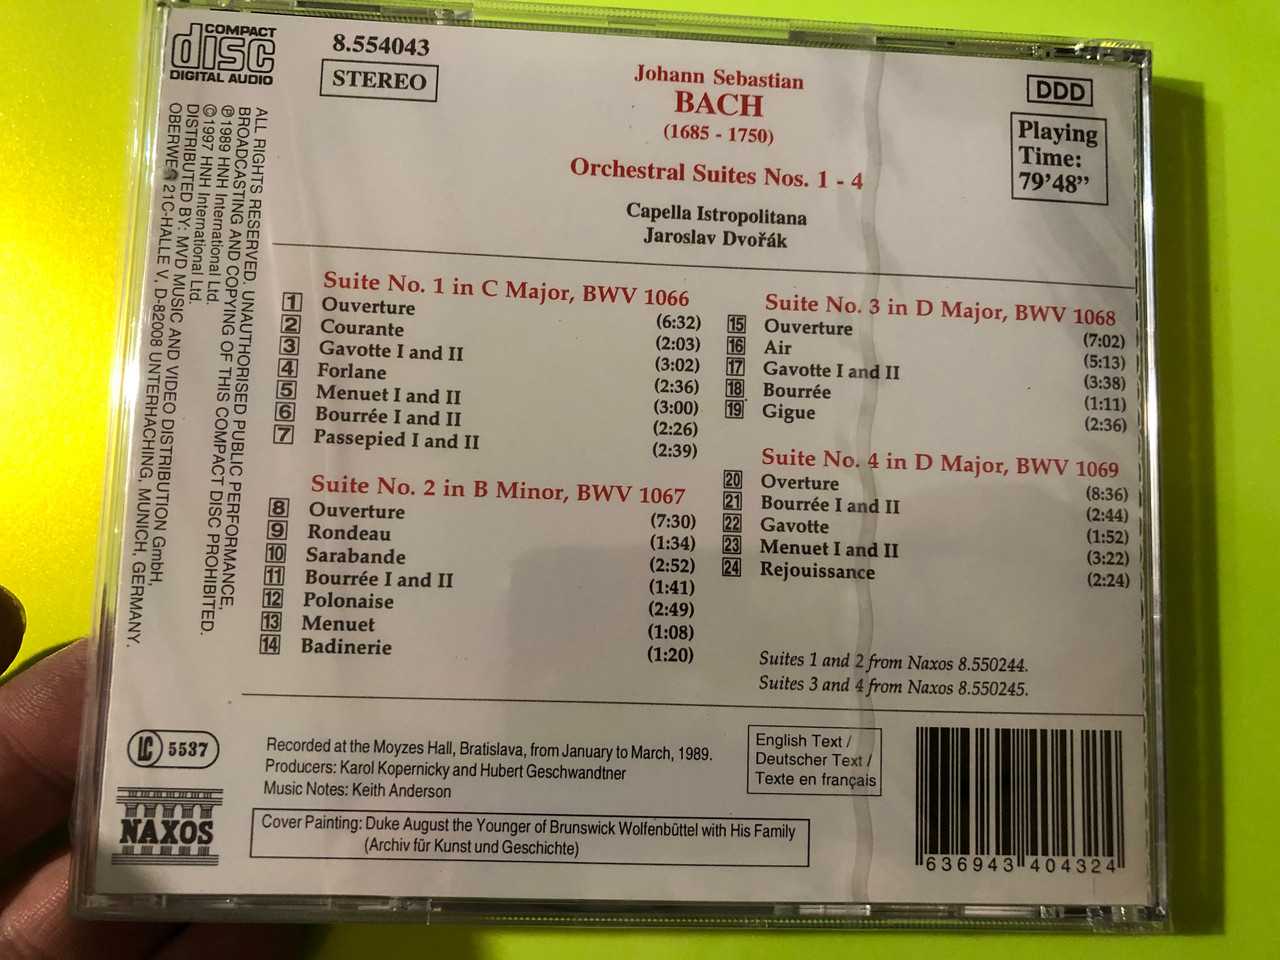 COMPACT
disc
DIGITAL AUDIO
8.554043
STEREO
Johann Sebastian
BACH
(1685 - 1750)
Orchestral Suites Nos. 1 - 4
Capella Istropolitana
Jaroslav Dvořák
DDD
Playing
Time:
79'48”
Suite No. 1 in C Major, BWV 1066
1 Ouverture (6:32)
2 Courante (2:03)
3 Gavotte I and II (3:02)
4 Forlane (2:36)
5 Menuet I and II (3:00)
6 Bourrée I and II (2:26)
7 Passepied I and II (2:39)
Suite No. 2 in B Minor, BWV 1067
8 Ouverture (7:30)
9 Rondeau (1:34)
10 Sarabande (2:52)
11 Bourrée I and II (1:41)
12 Polonaise (2:49)
13 Menuet (1:08)
14 Badinerie (1:20)
Suite No. 3 in D Major, BWV 1068
15 Ouverture (7:02)
16 Air (5:13)
17 Gavotte I and II (3:38)
18 Bourrée (1:11)
19 Gigue (2:36)
Suite No. 4 in D Major, BWV 1069
20 Overture (8:36)
21 Bourrée I and II (2:44)
22 Gavotte (1:52)
23 Menuet I and II (3:22)
24 Rejouissance (2:24)
Suites 1 and 2 from Naxos 8.550244.
Suites 3 and 4 from Naxos 8.550245.
ALL RIGHTS RESERVED. UNAUTHORISED PUBLIC PERFORMANCE,
BROADCASTING AND COPYING OF THIS COMPACT DISC PROHIBITED.
℗ 1989 HNH International Ltd.
© 1997 HNH International Ltd.
DISTRIBUTED BY: MVD MUSIC AND VIDEO DISTRIBUTION GmbH,
OBERWEG 21C-HALLE V, D-82008 UNTERHACHING, MUNICH, GERMANY.
LC 5537
NAXOS
Recorded at the Moyzes Hall, Bratislava, from January to March, 1989.
Producers: Karol Kopernicky and Hubert Geschwandtner
Music Notes: Keith Anderson
Cover Painting: Duke August the Younger of Brunswick Wolfenbüttel with His Family
(Archiv für Kunst und Geschichte)
English Text /
Deutscher Text /
Texte en français
6 36943 40432 4